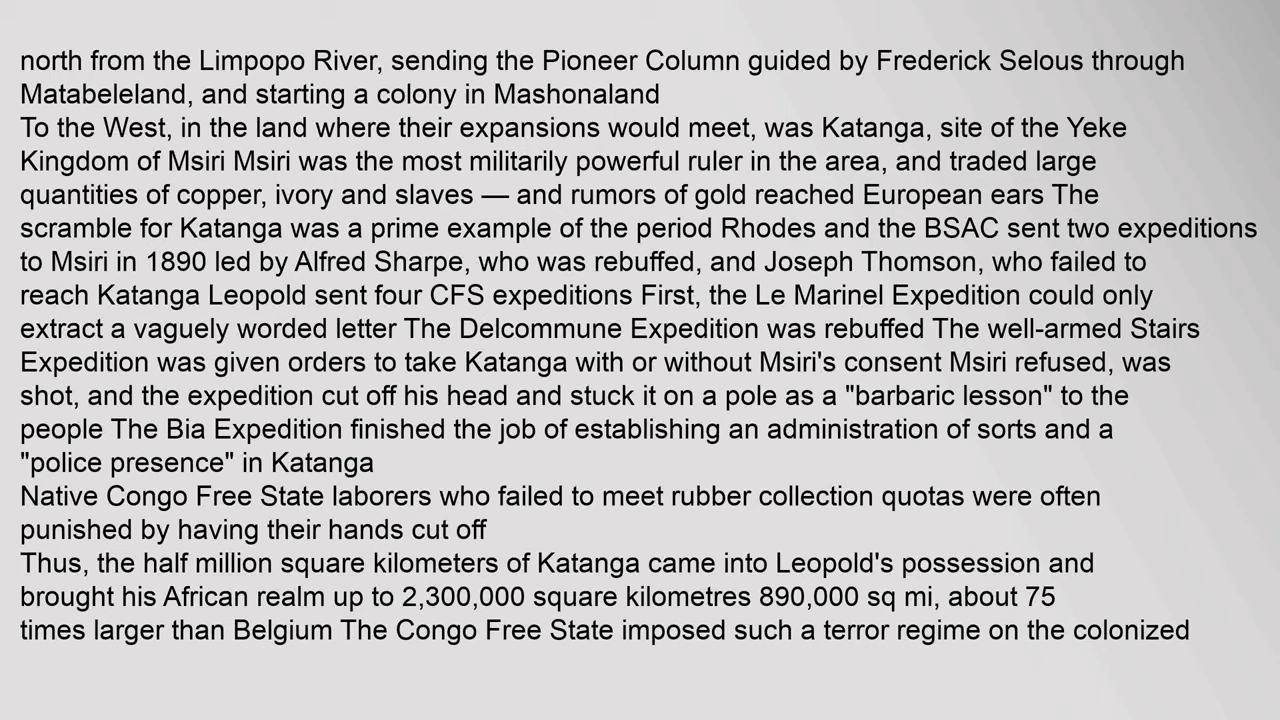 north from the Limpopo River, sending the Pioneer Column guided by Frederick Selous through
Matabeleland, and starting a colony in Mashonaland
To the West, in the land where their expansions would meet, was Katanga, site of the Yeke
Kingdom of Msiri Msiri was the most militarily powerful ruler in the area, and traded large
quantities of copper, ivory and slaves — and rumors of gold reached European ears The
scramble for Katanga was a prime example of the period Rhodes and the BSAC sent two expeditions
to Msiri in 1890 led by Alfred Sharpe, who was rebuffed, and Joseph Thomson, who failed to
reach Katanga Leopold sent four CFS expeditions First, the Le Marinel Expedition could only
extract a vaguely worded letter The Delcommune Expedition was rebuffed The well-armed Stairs
Expedition was given orders to take Katanga with or without Msiri's consent Msiri refused, was
shot, and the expedition cut off his head and stuck it on a pole as a "barbaric lesson" to the
people The Bia Expedition finished the job of establishing an administration of sorts and a
"police presence" in Katanga
Native Congo Free State laborers who failed to meet rubber collection quotas were often
punished by having their hands cut off
Thus, the half million square kilometers of Katanga came into Leopold's possession and
brought his African realm up to 2,300,000 square kilometres 890,000 sq mi, about 75
times larger than Belgium The Congo Free State imposed such a terror regime on the colonized